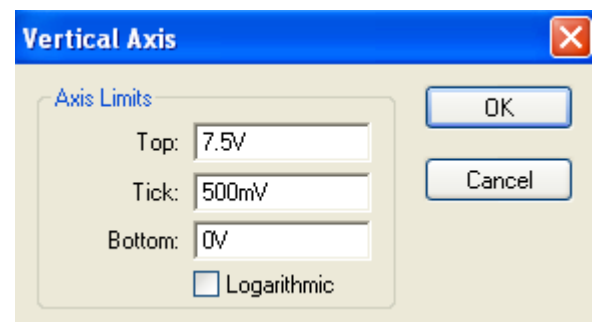 Vertical Axis
Axis Limits
Top: 7.5V
Tick: 500mV
Bottom: 0V
Logarithmic
OK
Cancel